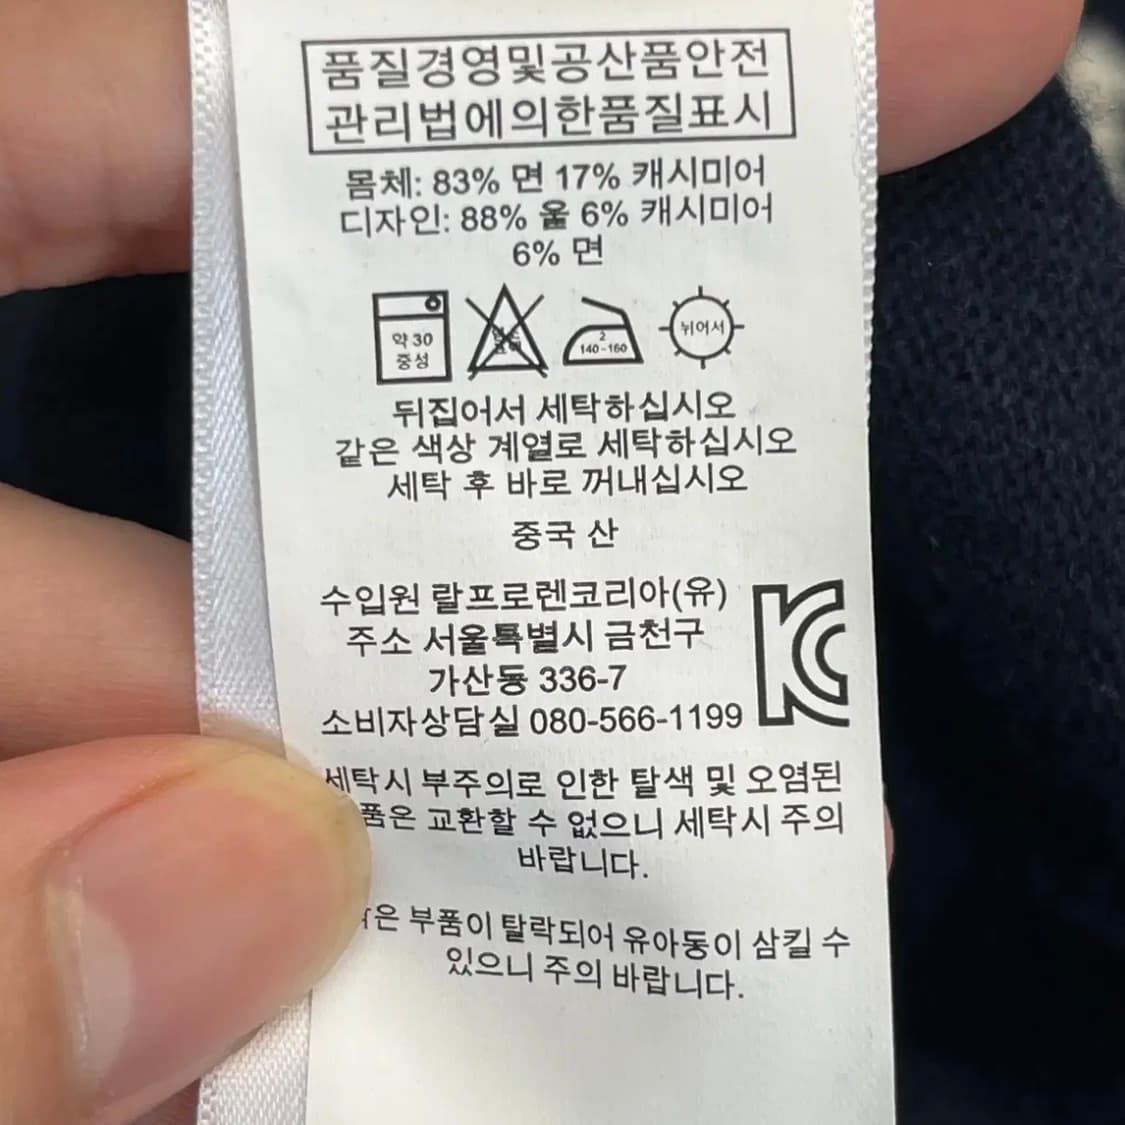 품질경영및공산품안전
관리법에의한품질표시
몸체: 83% 면 17% 캐시미어
디자인: 88% 울 6% 캐시미어
6% 면
약 30
중성
2
140-160
뉘어서
뒤집어서 세탁하십시오
같은 색상 계열로 세탁하십시오
세탁 후 바로 꺼내십시오
중국 산
수입원 랄프로렌코리아(유)
주소 서울특별시 금천구
가산동 336-7
소비자상담실 080-566-1199
세탁시 부주의로 인한 탈색 및 오염된
품은 교환할 수 없으니 세탁시 주의
바랍니다.
은 부품이 탈락되어 유아동이 삼킬 수
있으니 주의 바랍니다.